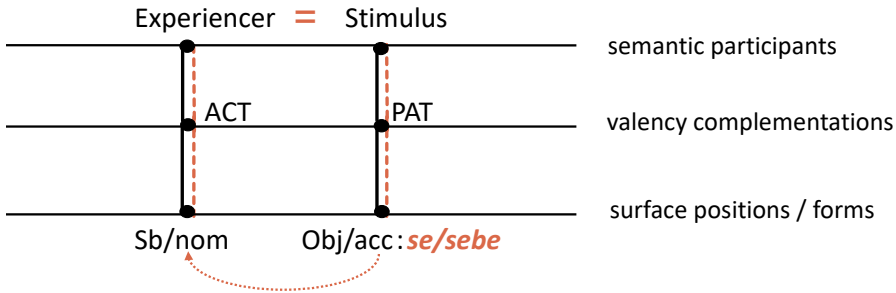 Experiencer = Stimulus
semantic participants
ACT PAT
valency complementations
surface positions / forms
Sb/nom Obj/acc: se/sebe